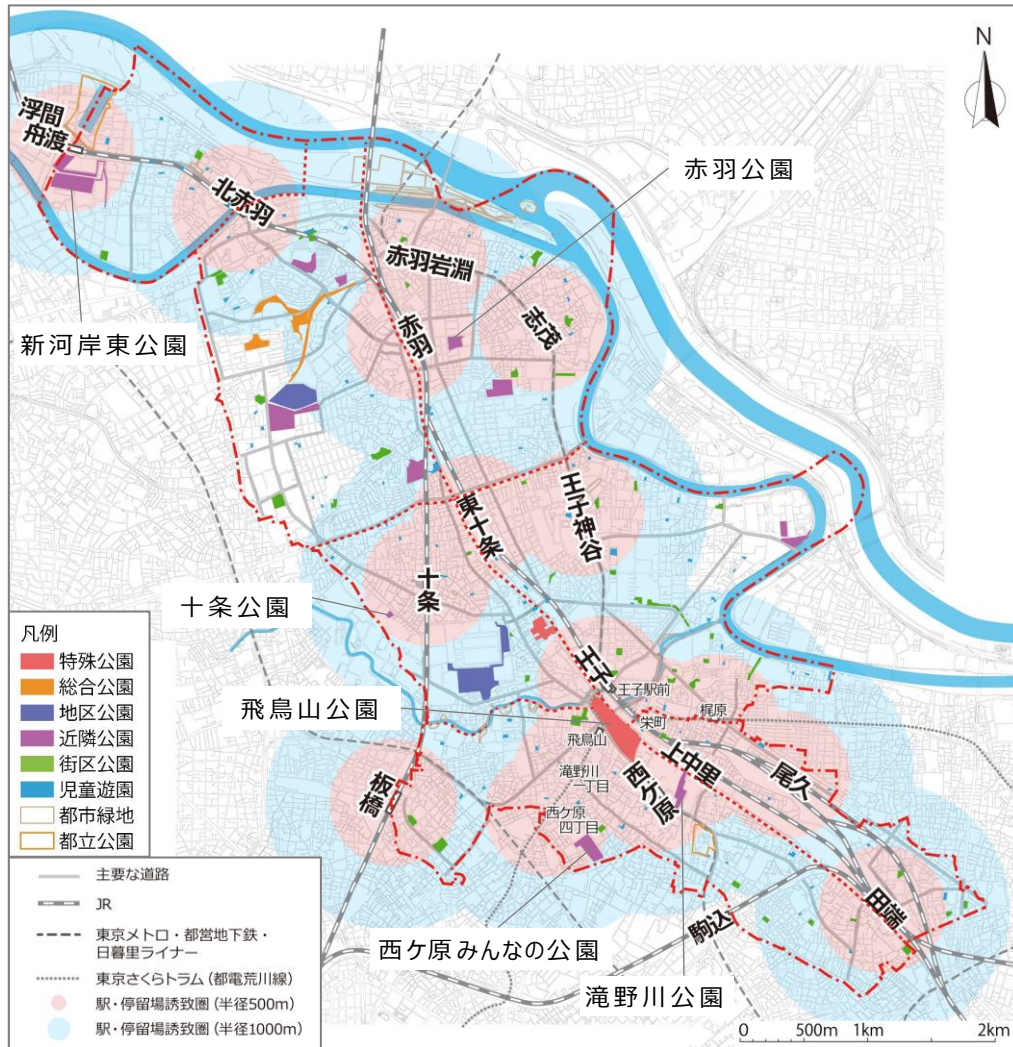 N
浮間
舟渡
北赤羽
赤羽公園
赤羽岩淵
志茂
赤羽
新河岸東公園
王子神谷
東十条
十条
十条公園
凡例
特殊公園
総合公園
地区公園
近隣公園
街区公園
児童遊園
都市緑地
都立公園
王子
王子駅前
飛鳥山公園
栄町
梶原
飛鳥山
上中里
尾久
西ケ原
滝野川
一丁目
板橋
西ケ原
四丁目
田端
駒込
主要な道路
JR
東京メトロ・都営地下鉄・
日暮里ライナー
東京さくらトラム(都電荒川線)
駅・停留場誘致圏(半径500m)
駅・停留場誘致圏(半径1000m)
西ケ原みんなの公園
滝野川公園
0 500m 1km 2km